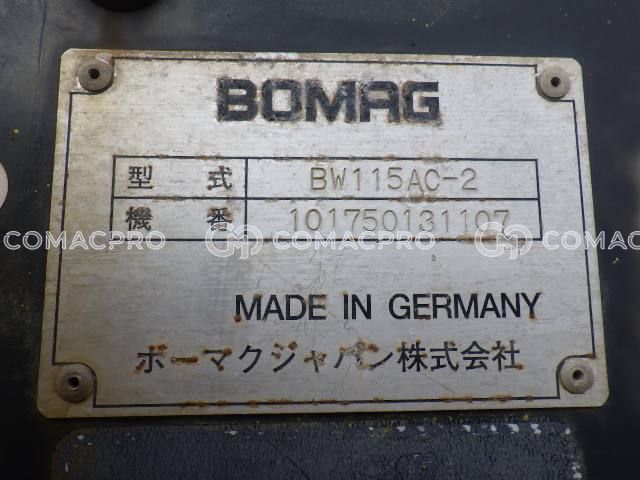 BOMAG
型式 BW115AC-2
機番 101750131107
COMACPRO COMACPRO COMACPRO
MADE IN GERMANY
ボーマクジャパン株式会社